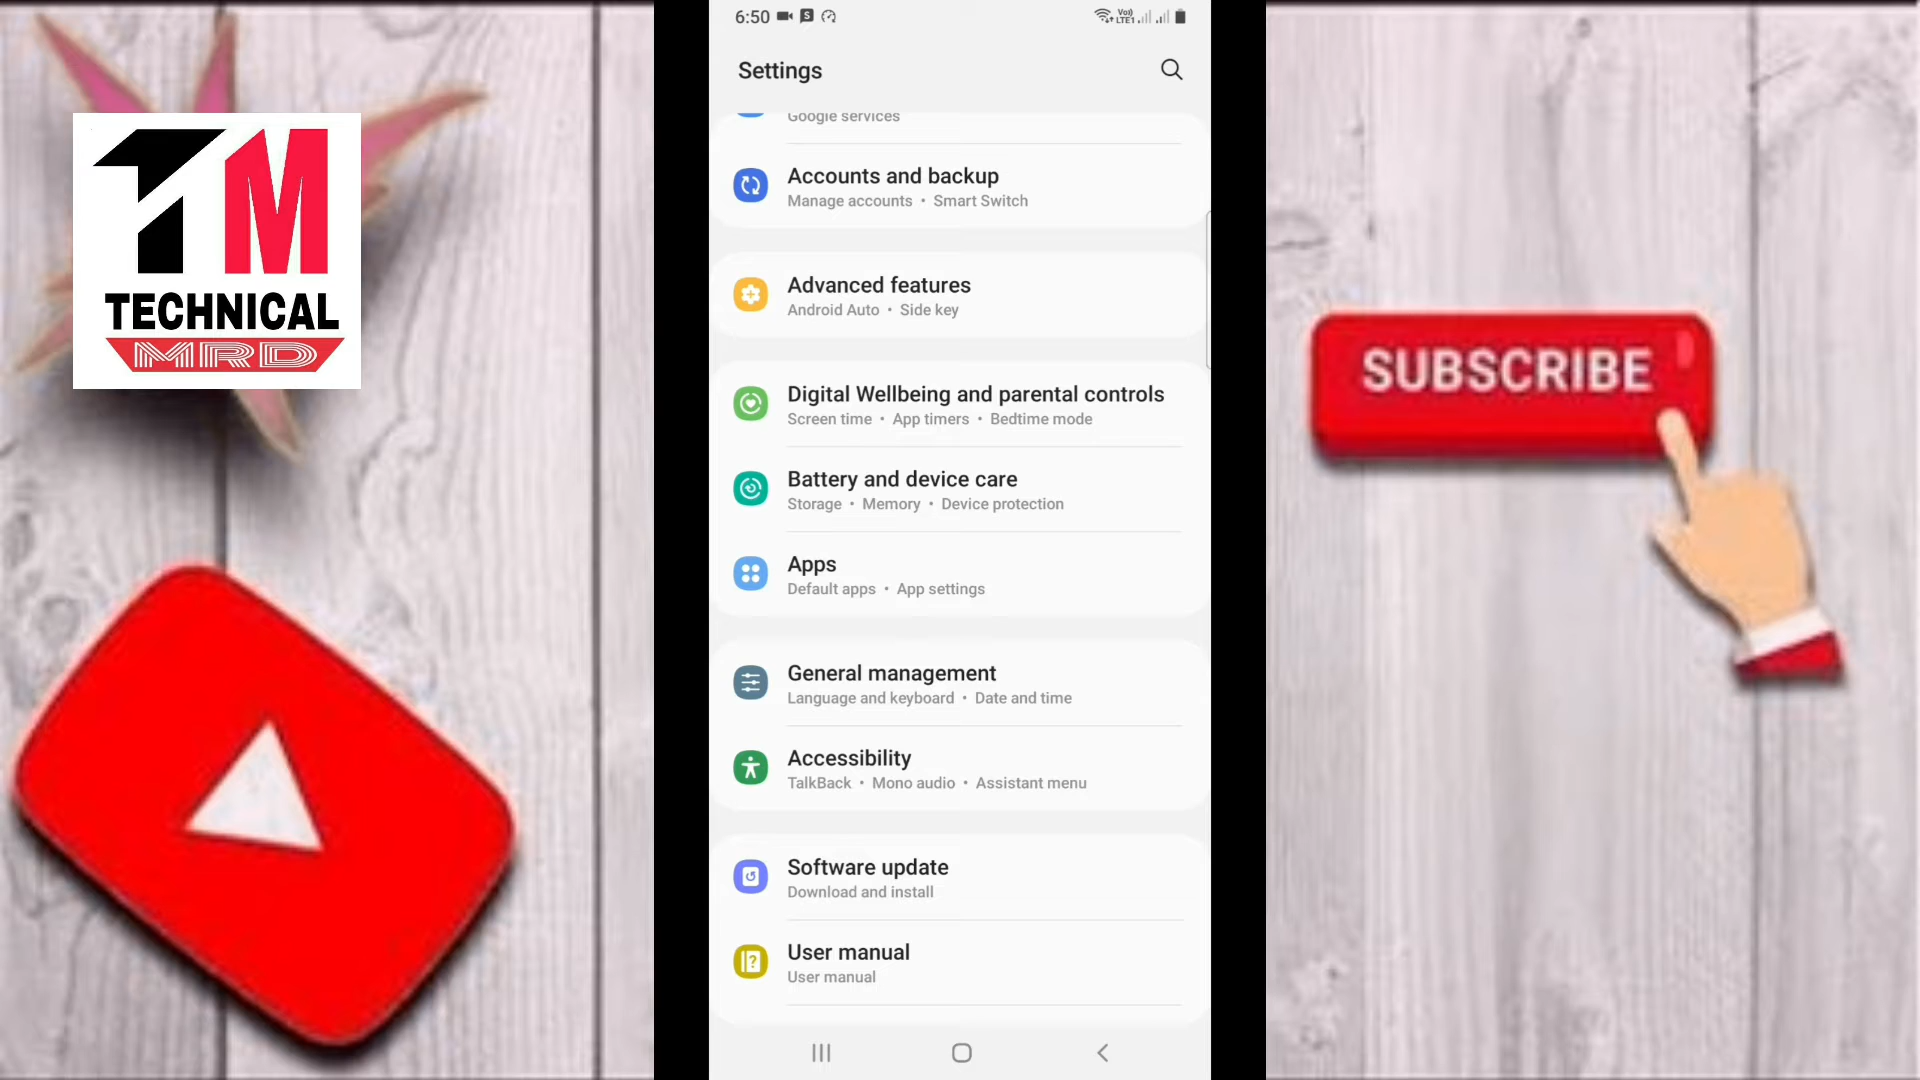 TM
TECHNICAL
MRD
6:50
Vo))
LTE1
Settings
Google services
Accounts and backup
Manage accounts • Smart Switch
Advanced features
Android Auto • Side key
Digital Wellbeing and parental controls
Screen time • App timers • Bedtime mode
Battery and device care
Storage • Memory • Device protection
Apps
Default apps • App settings
General management
Language and keyboard • Date and time
Accessibility
TalkBack • Mono audio • Assistant menu
Software update
Download and install
User manual
User manual
SUBSCRIBE